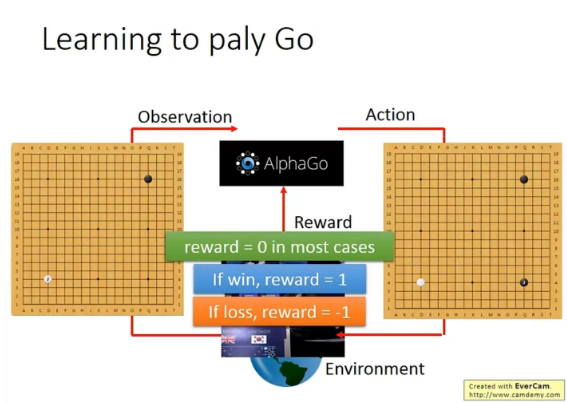 Learning to paly Go
Observation
Action
AlphaGo
Reward
reward = 0 in most cases
If win, reward = 1
If loss, reward = -1
Environment
Created with EverCam.
http://www.camdemy.com